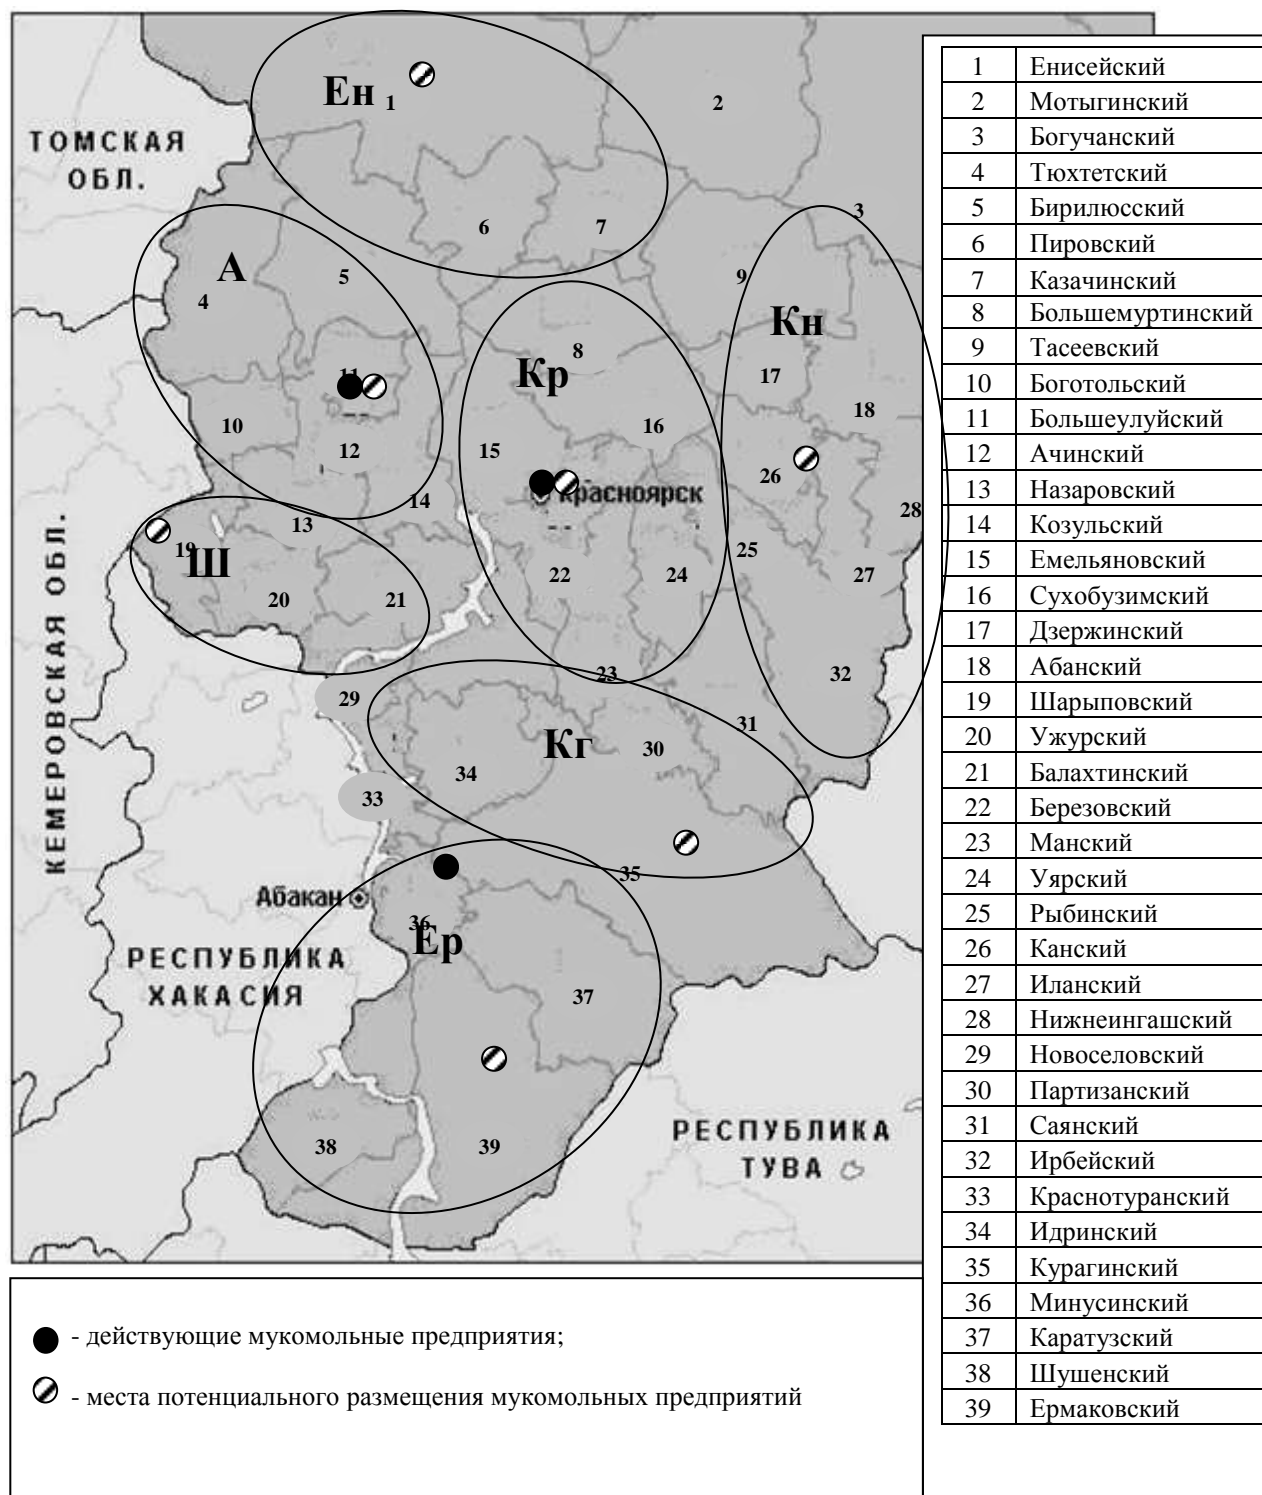 Ен 1
2
ТОМСКАЯ
ОБЛ.
3
6
7
А
5
4
9
Кн
8
Кр
11
17
18
10
16
12
15
26
Красноярск
14
28
13
19
Ш
25
22
24
27
20
21
КЕМЕРОВСКАЯ ОБЛ.
23
32
29
31
Кг
30
34
33
35
Абакан
36
Ер
РЕСПУБЛИКА
ХАКАСИЯ
37
РЕСПУБЛИКА
ТУВА
38
39
1 Енисейский
2 Мотыгинский
3 Богучанский
4 Тюхтетский
5 Бирилюсский
6 Пировский
7 Казачинский
8 Большемуртинский
9 Тасеевский
10 Боготольский
11 Большеулуйский
12 Ачинский
13 Назаровский
14 Козульский
15 Емельяновский
16 Сухобузимский
17 Дзержинский
18 Абанский
19 Шарыповский
20 Ужурский
21 Балахтинский
22 Березовский
23 Манский
24 Уярский
25 Рыбинский
26 Канский
27 Иланский
28 Нижнеингашский
29 Новоселовский
30 Партизанский
31 Саянский
32 Ирбейский
33 Краснотуранский
34 Идринский
35 Курагинский
36 Минусинский
37 Каратузский
38 Шушенский
39 Ермаковский
- действующие мукомольные предприятия;
- места потенциального размещения мукомольных предприятий